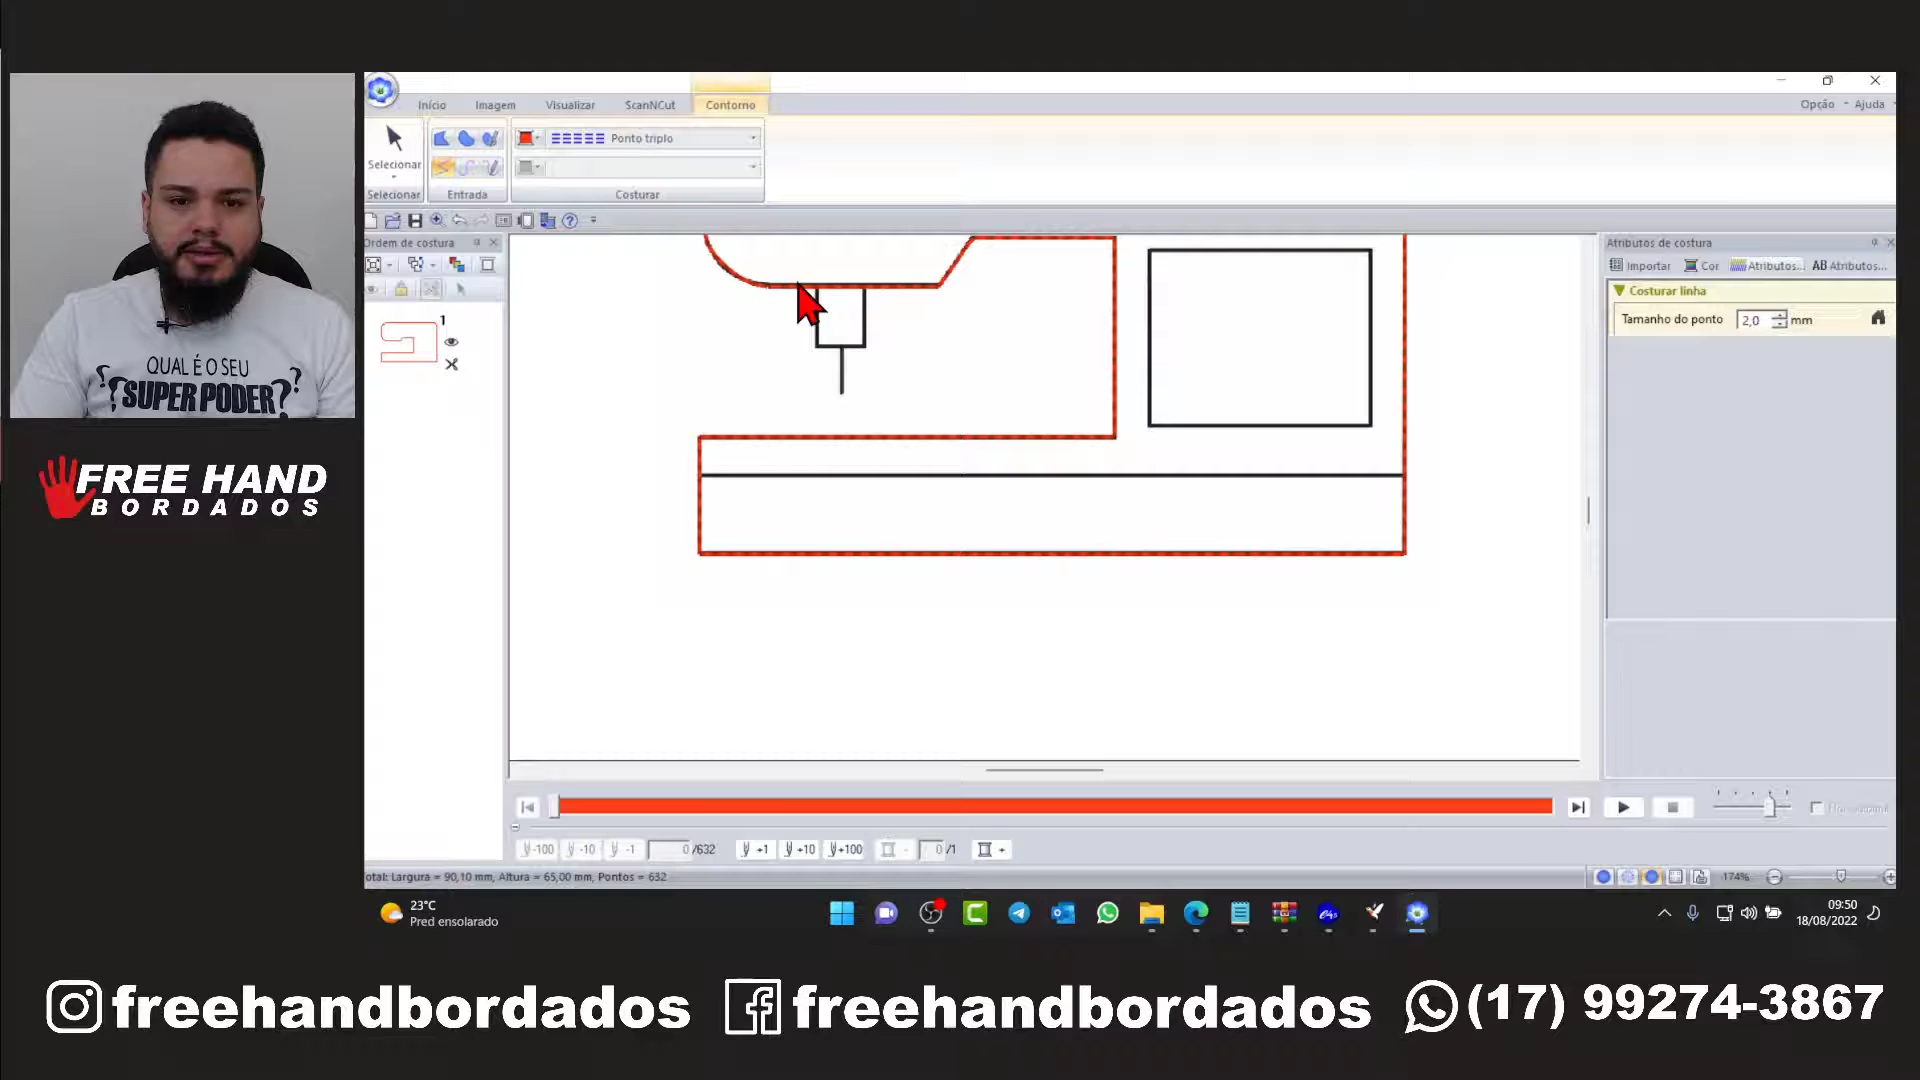 Início Imagem Visualizar ScanNCut Contorno
Opção Ajuda
Selecionar
Ponto triplo
Selecionar Entrada Costurar
Ordem de costura
Atributos de costura
Importar Cor Atributos... AB Atributos...
Costurar linha
Tamanho do ponto 2,0 mm
1
QUAL É O SEU
SUPER PODER?
FREE HAND
BORDADOS
-100 -10 -1 0 /632 +1 +10 +100 - 0 /1 +
otal: Largura = 90,10 mm, Altura = 65,00 mm, Pontos = 632
174%
23°C
Pred ensolarado
09:50
18/08/2022
freehandbordados freehandbordados (17) 99274-3867